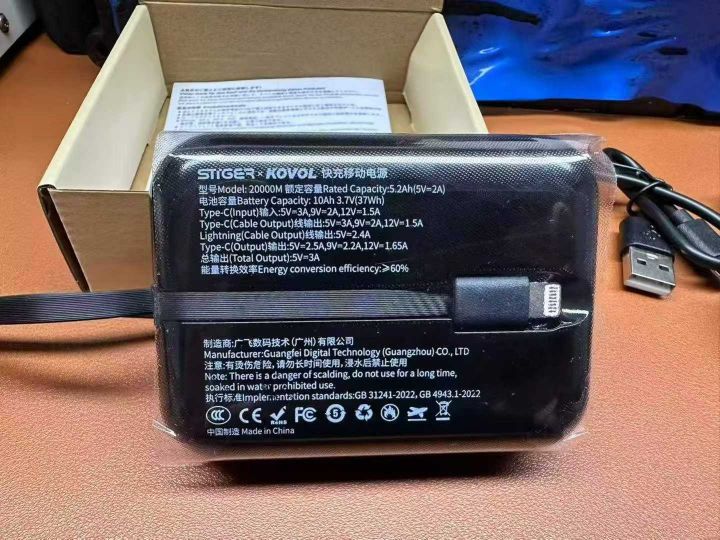 STIGER × KOVOL 快充移动电源
型号Model: 20000M 额定容量Rated Capacity:5.2Ah(5V=2A)
电池容量Battery Capacity: 10Ah 3.7V(37Wh)
Type-C(Input)输入:5V=3A,9V=2A,12V=1.5A
Type-C(Cable Output)线输出:5V=3A,9V=2A,12V=1.5A
Lightning(Cable Output)线输出:5V=2.4A
Type-C(Output)输出:5V=2.5A,9V=2.2A,12V=1.65A
总输出(Total Output):5V=3A
能量转换效率Energy conversion efficiency:≥60%
制造商:广飞数码技术(广州)有限公司
Manufacturer:Guangfei Digital Technology (Guangzhou) CO., LTD
注意:有烫伤危险,请勿长时间使用,浸水后禁止使用
Note: There is a danger of scalding, do not use for a long time,
soaked in water prohibited use.
执行标准Implementation standards:GB 31241-2022, GB 4943.1-2022
CCC CE RoHS FC 5
中国制造 Made in China